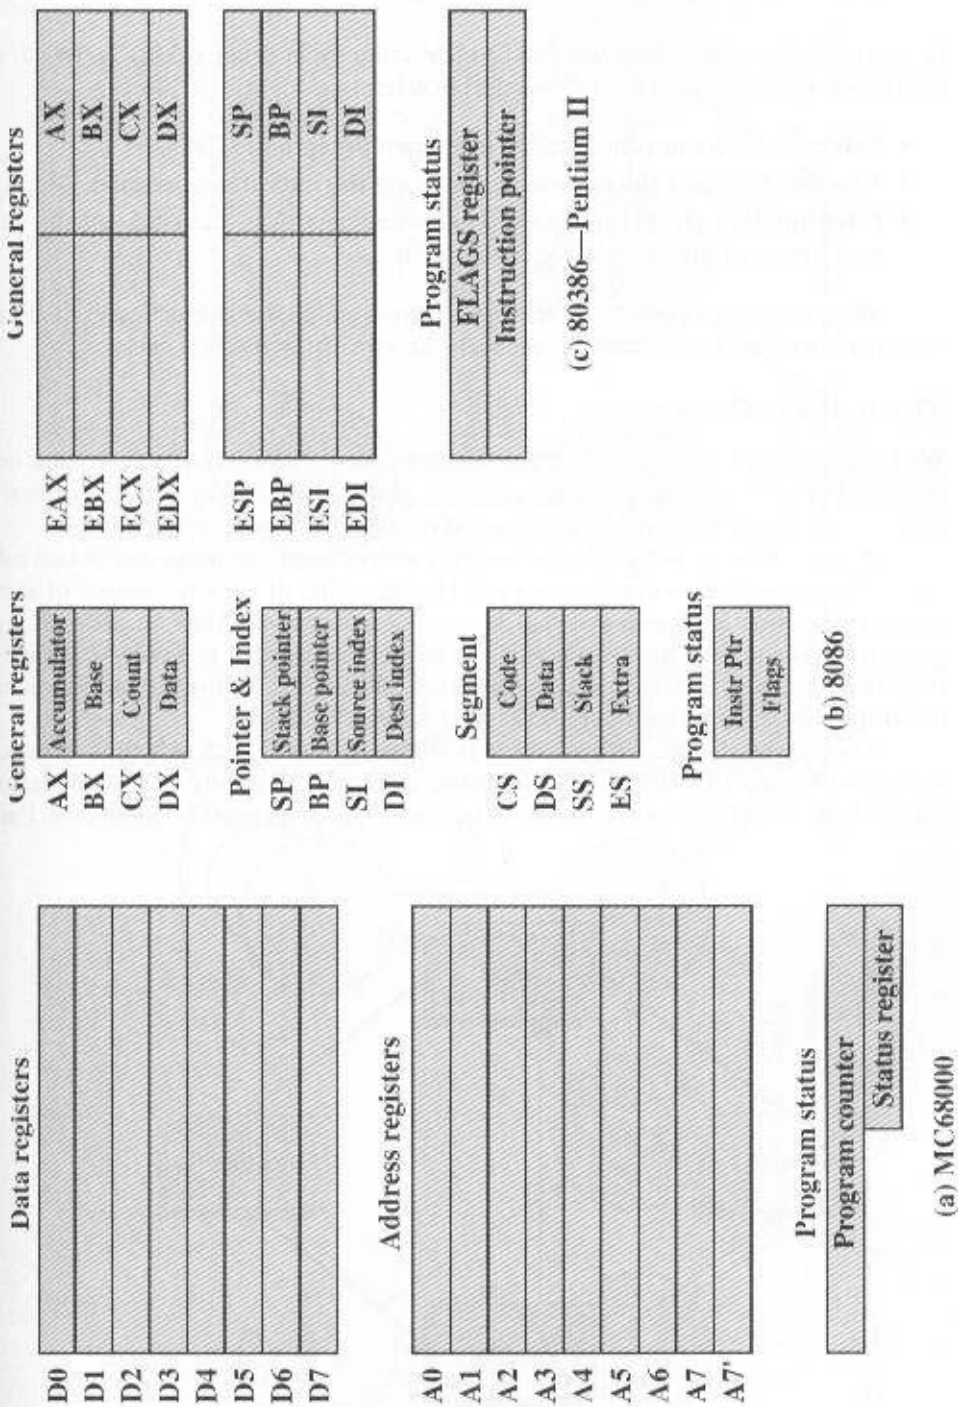 Data registers
D0
D1
D2
D3
D4
D5
D6
D7
Address registers
A0
A1
A2
A3
A4
A5
A6
A7
A7'
Program status
Program counter
Status register
(a) MC68000
General registers
AX Accumulator
BX Base
CX Count
DX Data
Pointer & Index
SP Stack pointer
BP Base pointer
SI Source index
DI Dest index
Segment
CS Code
DS Data
SS Stack
ES Extra
Program status
Instr Ptr
Flags
(b) 8086
General registers
EAX AX
EBX BX
ECX CX
EDX DX
ESP SP
EBP BP
ESI SI
EDI DI
Program status
FLAGS register
Instruction pointer
(c) 80386—Pentium II